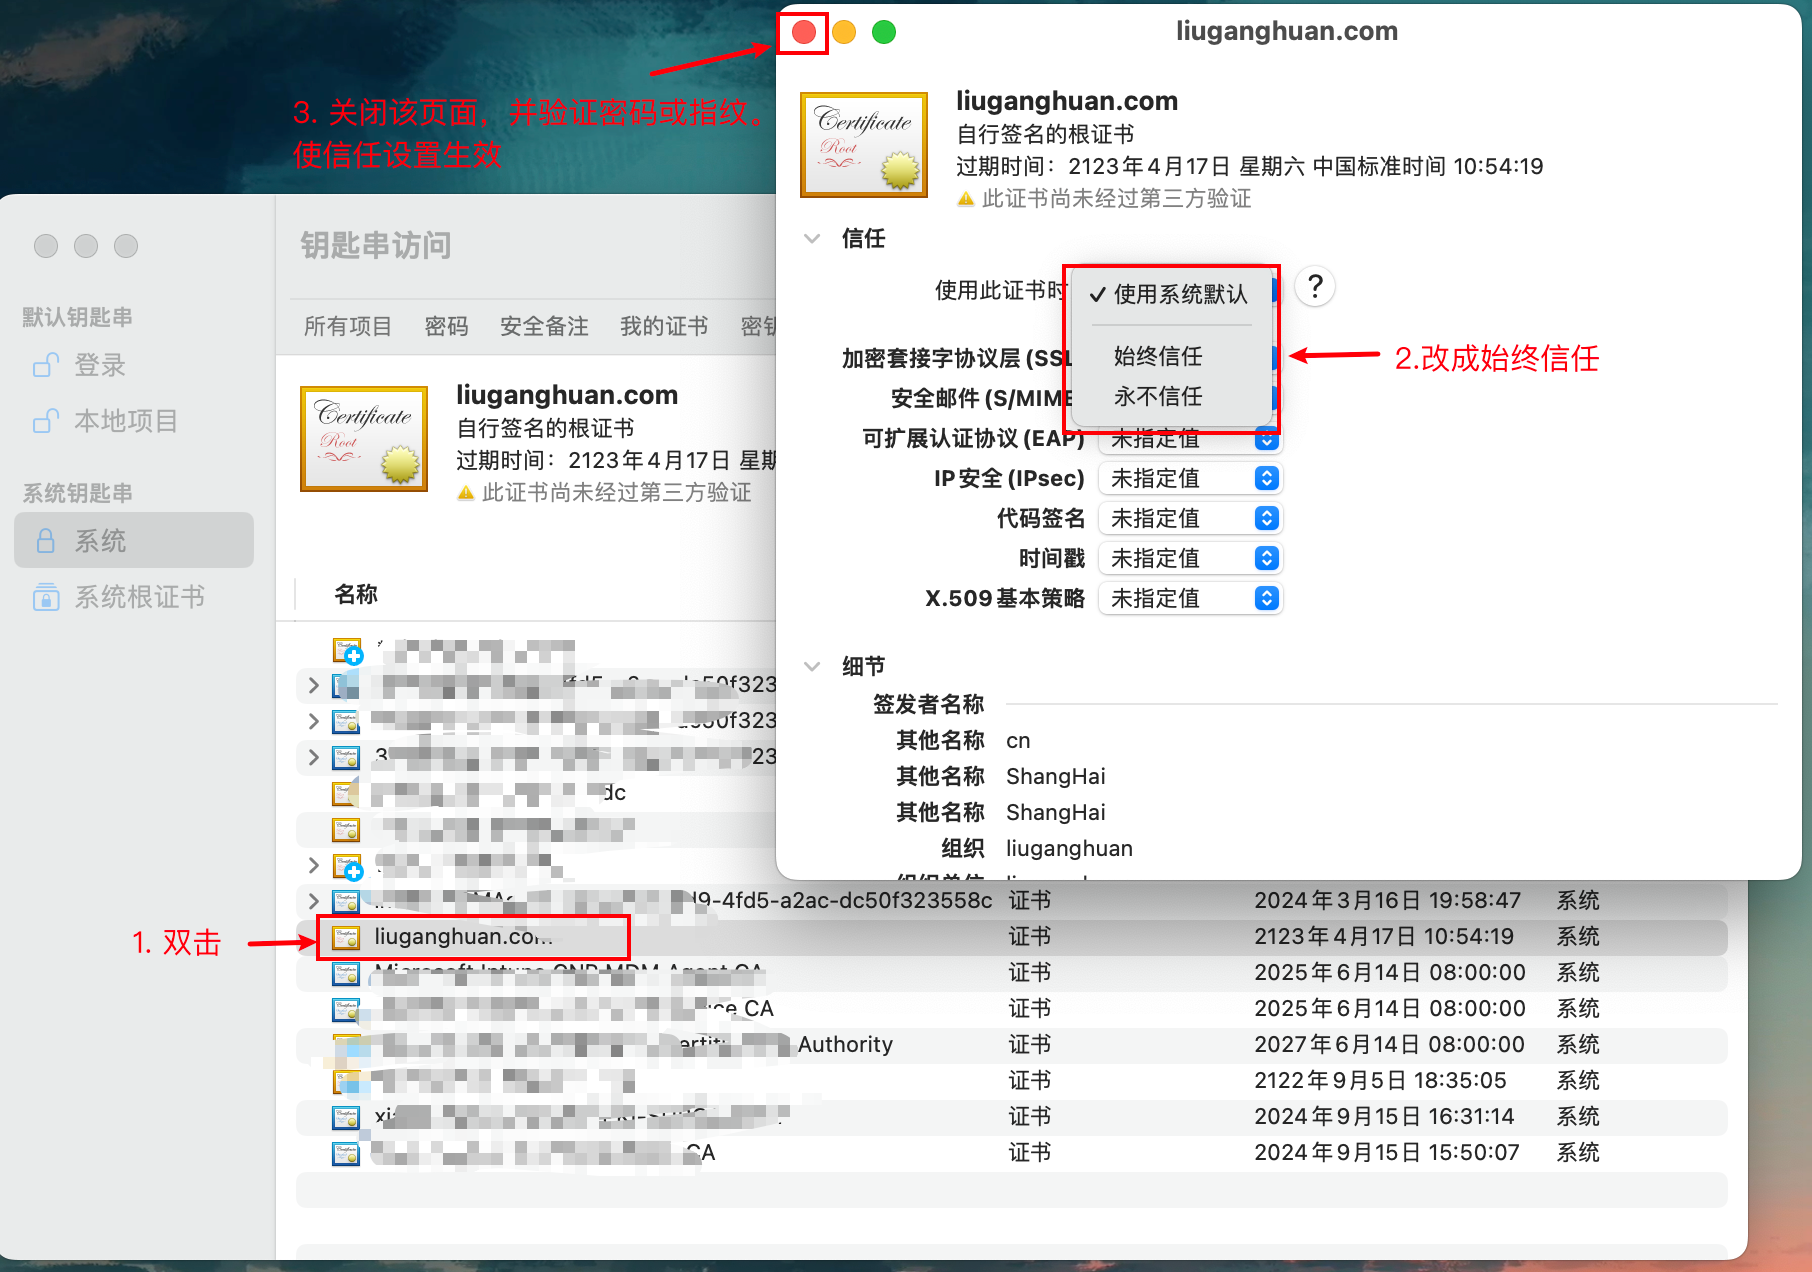 liuganghuan.com
Certificate
Root
liuganghuan.com
自行签名的根证书
过期时间：2123年4月17日 星期六 中国标准时间 10:54:19
此证书尚未经过第三方验证
3. 关闭该页面，并验证密码或指纹。
使信任设置生效
信任
使用此证书时
使用系统默认
?
始终信任
永不信任
2.改成始终信任
加密套接字协议层 (SSL
安全邮件 (S/MIME
可扩展认证协议 (EAP)
未指定值
IP 安全 (IPsec)
未指定值
代码签名
未指定值
时间戳
未指定值
X.509 基本策略
未指定值
细节
签发者名称
其他名称
cn
其他名称
ShangHai
其他名称
ShangHai
组织
liuganghuan
钥匙串访问
默认钥匙串
登录
本地项目
系统钥匙串
系统
系统根证书
所有项目
密码
安全备注
我的证书
密钥
Certificate
Root
liuganghuan.com
自行签名的根证书
过期时间：2123年4月17日 星期
此证书尚未经过第三方验证
名称
50f323
50f323
3
23
dc
9-4fd5-a2ac-dc50f323558c
证书
2024年3月16日 19:58:47
系统
1. 双击
liuganghuan.com
2123年4月17日 10:54:19
系统
Microsoft Intune
MDM Agent CA
证书
2025年6月14日 08:00:00
系统
ce CA
证书
2025年6月14日 08:00:00
系统
Authority
证书
2027年6月14日 08:00:00
系统
证书
2122年9月5日 18:35:05
系统
证书
2024年9月15日 16:31:14
系统
CA
证书
2024年9月15日 15:50:07
系统